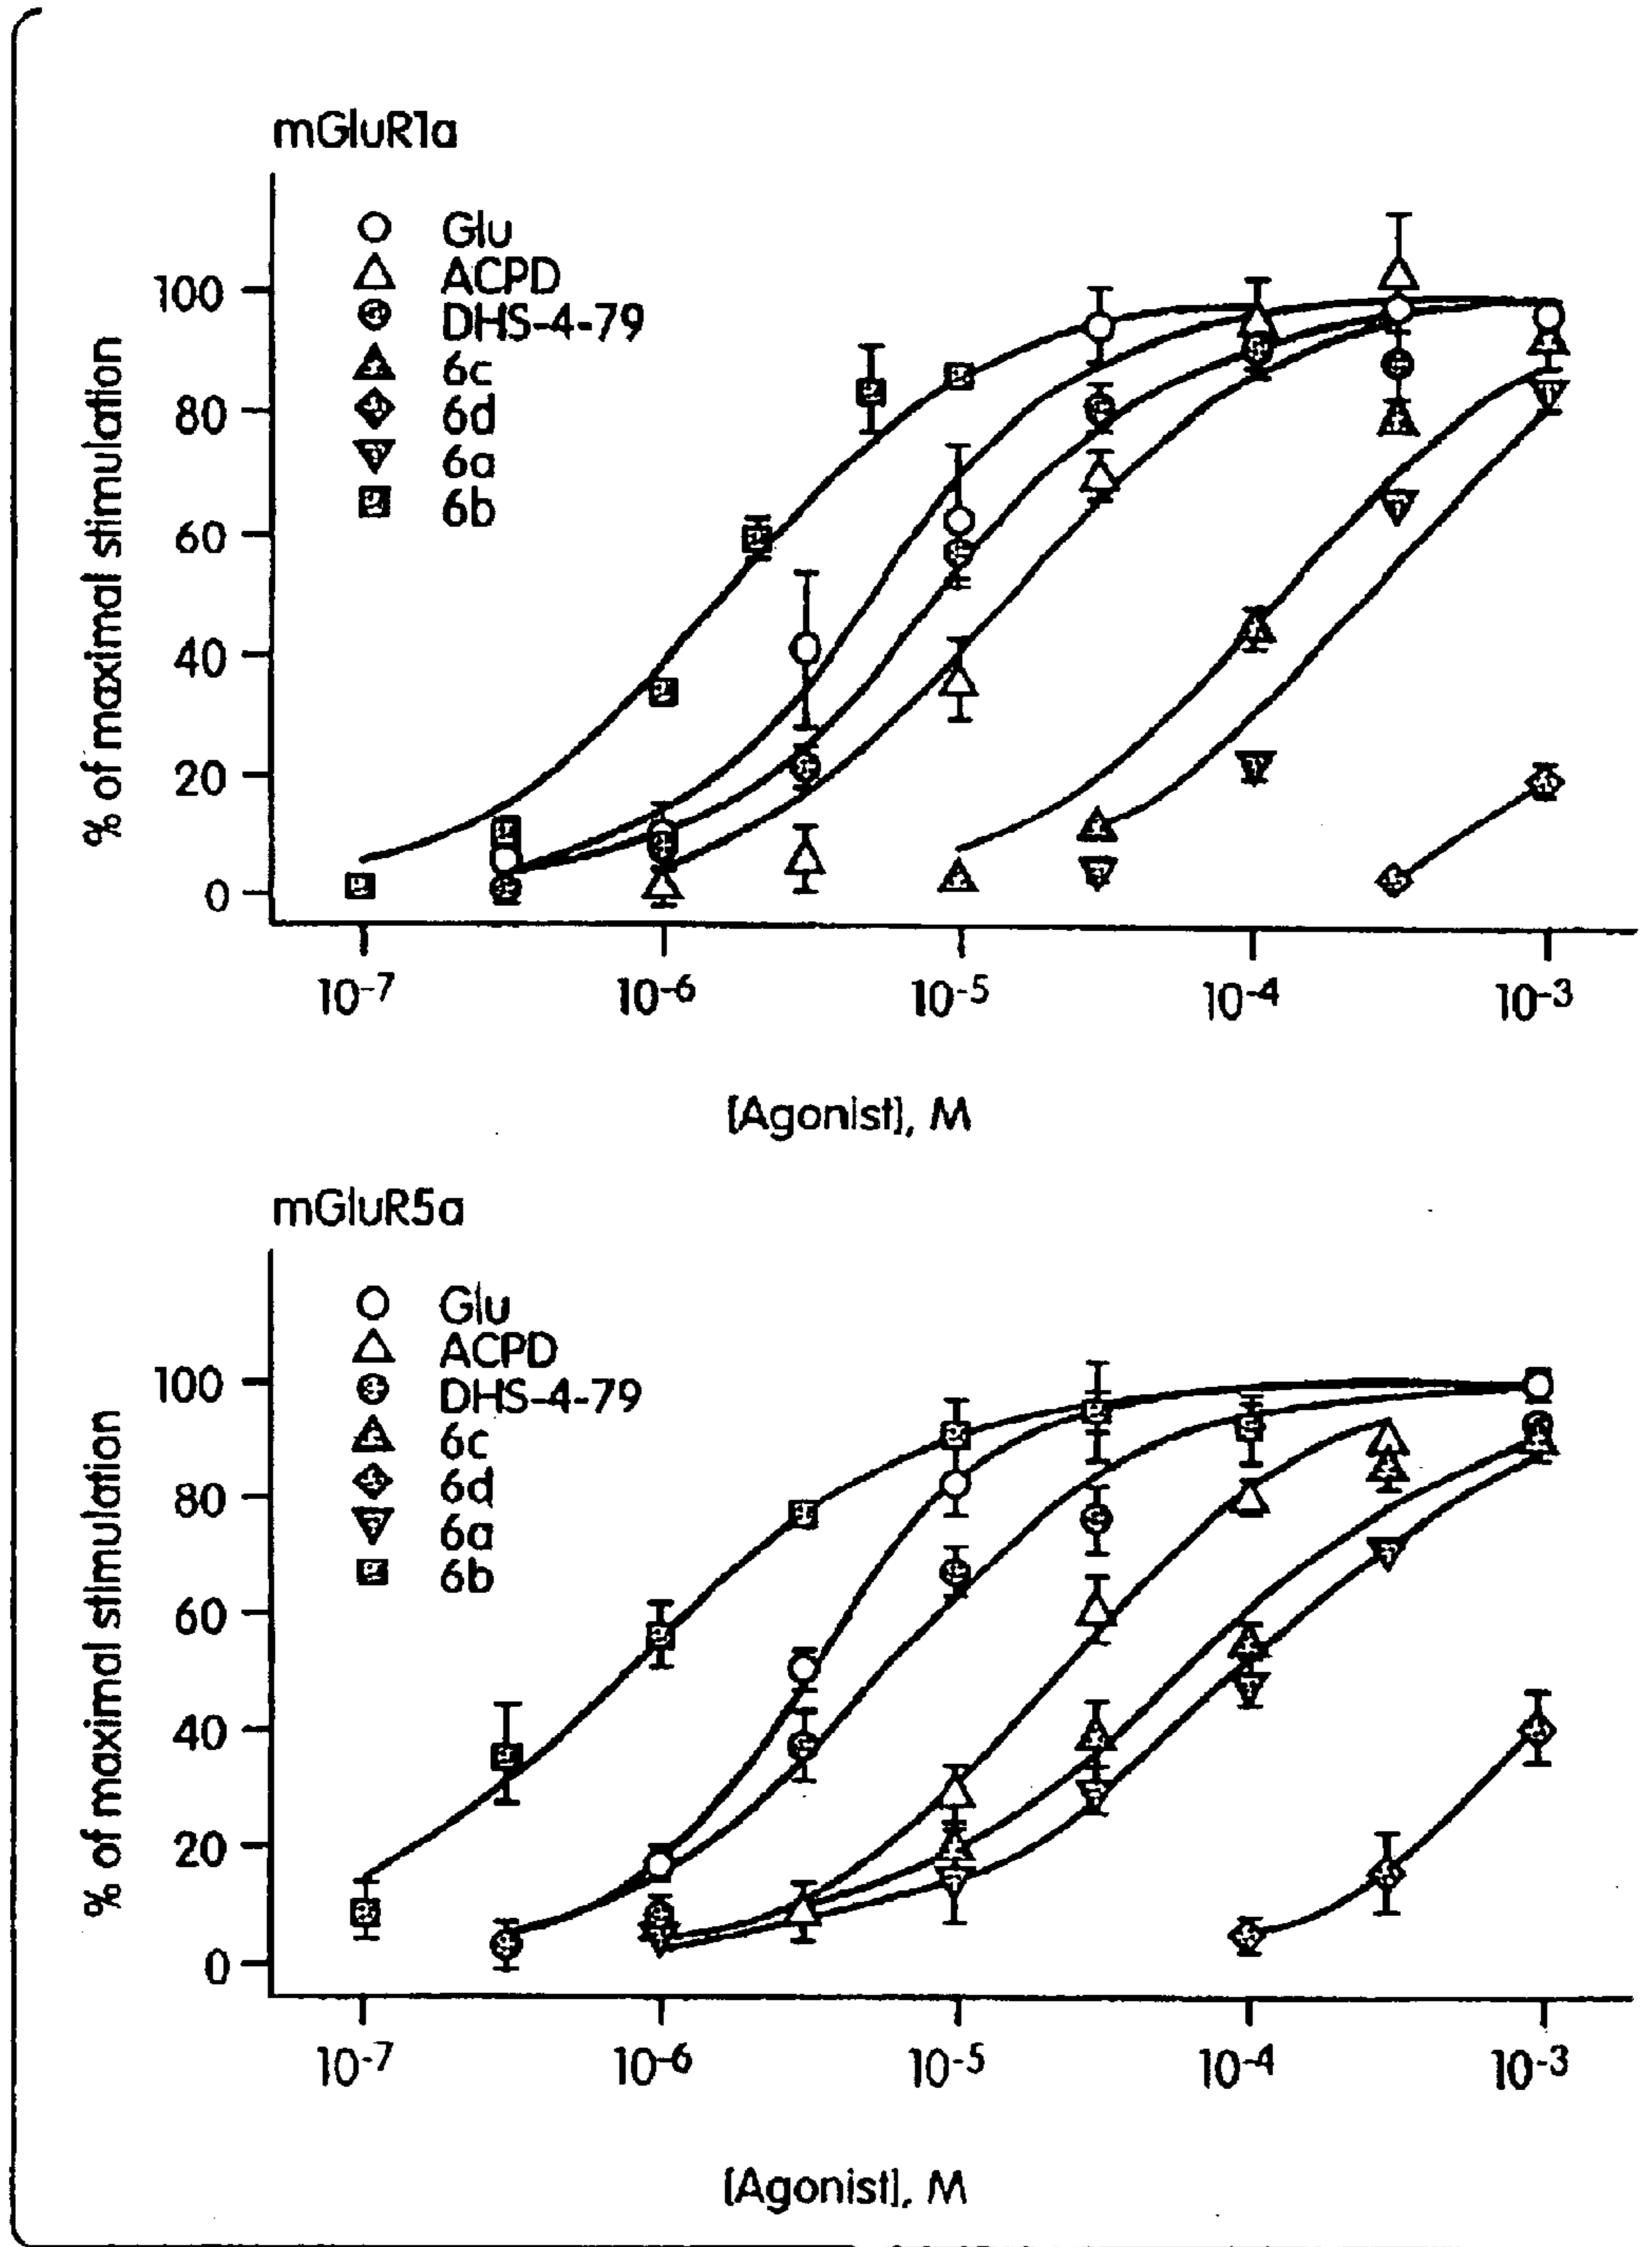 mGluR1a
Glu
ACPD
DHS-4-79
6c
6d
6a
6b
% of maximal stimulation
100
80
60
40
20
0
10-7
10-6
10-5
10-4
10-3
[Agonist], M
mGluR5a
Glu
ACPD
DHS-4-79
6c
6d
6a
6b
% of maximal stimulation
100
80
60
40
20
0
10-7
10-6
10-5
10-4
10-3
[Agonist], M